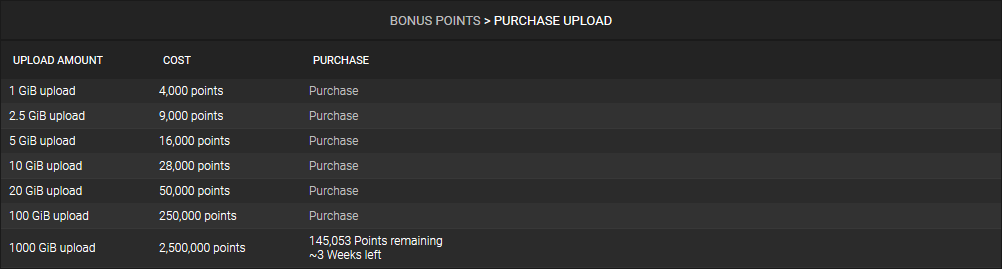 BONUS POINTS > PURCHASE UPLOAD
UPLOAD AMOUNT COST PURCHASE
1 GiB upload 4,000 points Purchase
2.5 GiB upload 9,000 points Purchase
5 GiB upload 16,000 points Purchase
10 GiB upload 28,000 points Purchase
20 GiB upload 50,000 points Purchase
100 GiB upload 250,000 points Purchase
1000 GiB upload 2,500,000 points 145,053 Points remaining
~3 Weeks left